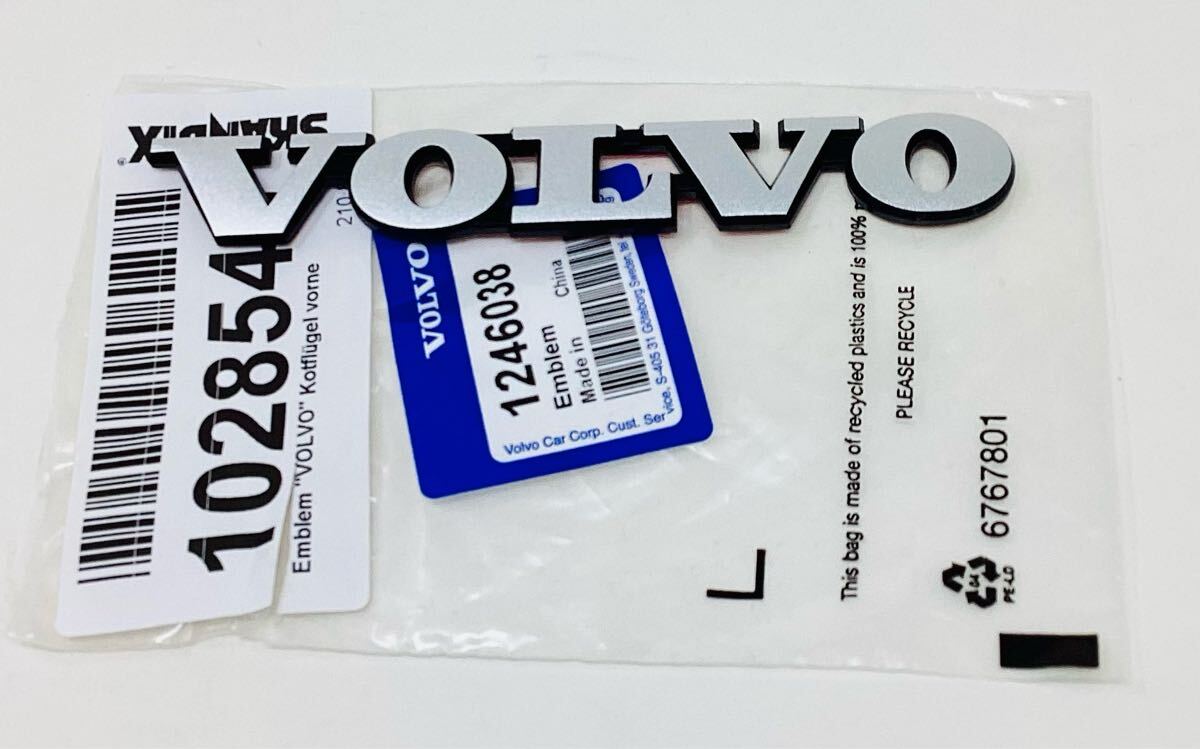 VOLVO
SKANDIX
®
102854
Emblem "VOLVO" Kotflügel vorne
210
VOLVO
1246038
Emblem
Made in China
Volvo Car Corp. Cust. Service, S-405 31 Göteborg Sweden, tel
L
This bag is made of recycled plastics and is 100%
PLEASE RECYCLE
04
PE-LD
6767801